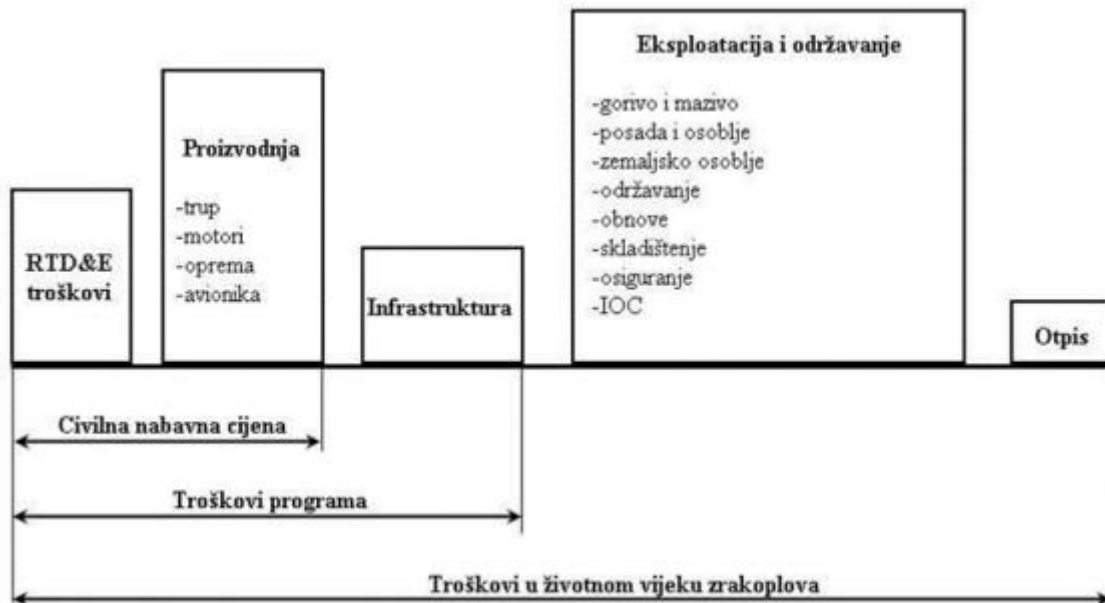 RTD&E
troškovi
Proizvodnja
-trup
-motori
-oprema
-avionika
Infrastruktura
Eksploatacija i održavanje
-gorivo i mazivo
-posada i osoblje
-zemaljsko osoblje
-održavanje
-obnove
-skladištenje
-osiguranje
-IOC
Otpis
Civilna nabavna cijena
Troškovi programa
Troškovi u životnom vijeku zrakoplova